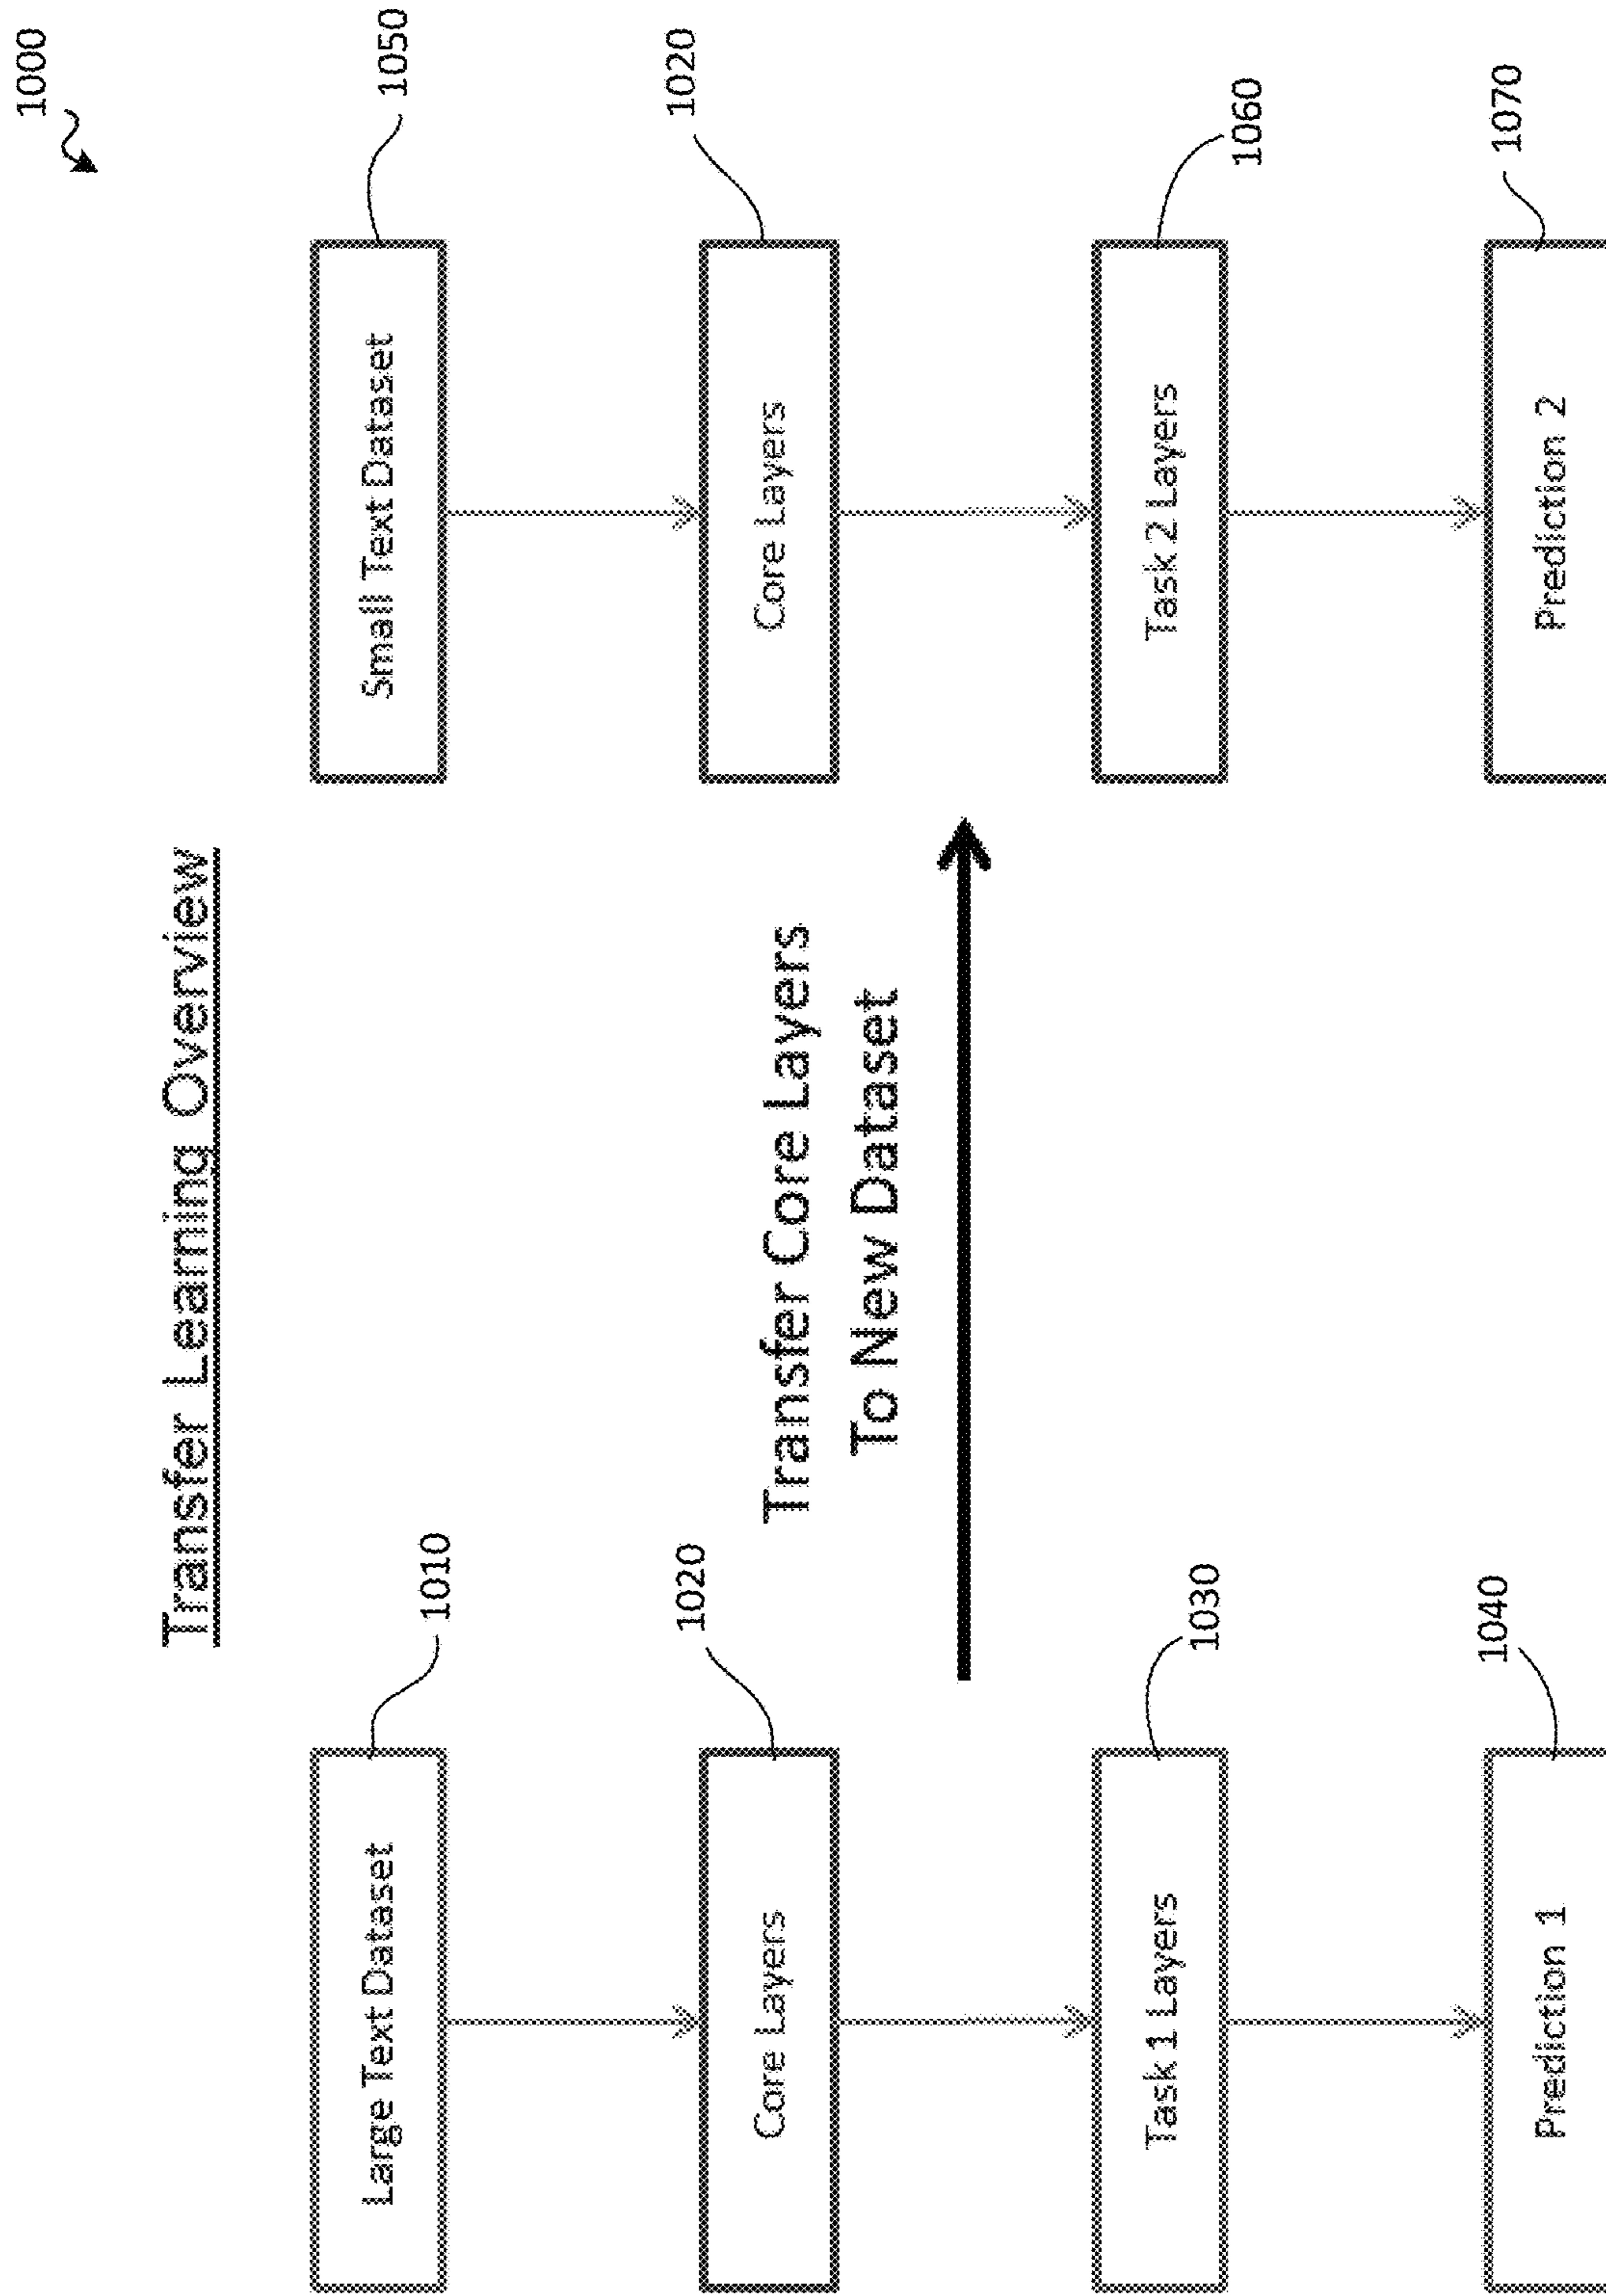 1000
Transfer Learning Overview
Large Text Dataset
1010
Core Layers
1020
Task 1 Layers
1030
Prediction 1
1040
Transfer Core Layers
To New Dataset
Small Text Dataset
1050
Core Layers
1020
Task 2 Layers
1060
Prediction 2
1070